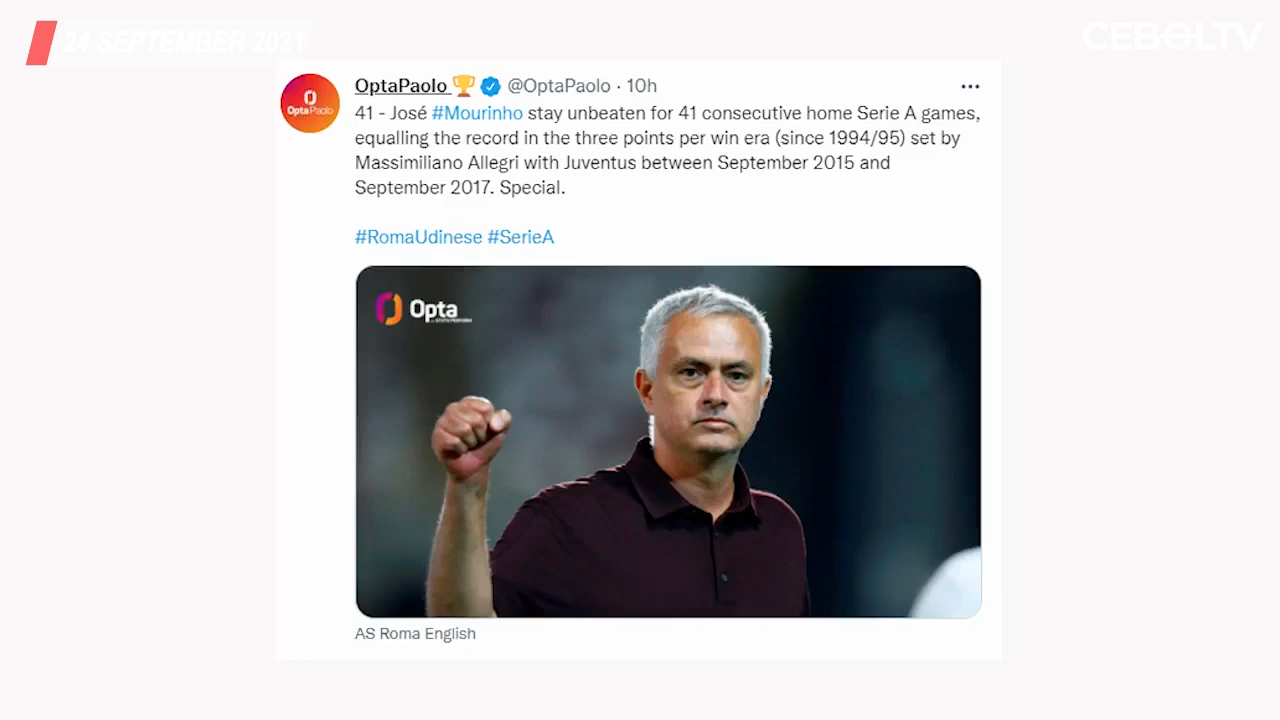 24 SEPTEMBER 2021
CEBOLTV
OptaPaolo 🏆 @OptaPaolo · 10h
41 - José #Mourinho stay unbeaten for 41 consecutive home Serie A games,
equalling the record in the three points per win era (since 1994/95) set by
Massimiliano Allegri with Juventus between September 2015 and
September 2017. Special.
#RomaUdinese #SerieA
Opta Paolo
Opta
AS Roma English